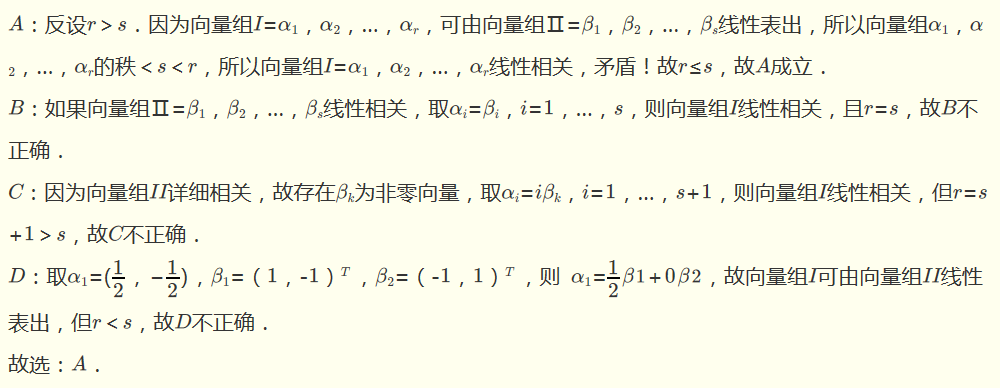 A：反设r＞s．因为向量组I=α₁，α₂，…，αᵣ，可由向量组Ⅱ=β₁，β₂，…，βₛ线性表出，所以向量组α₁，α
₂，…，αᵣ的秩＜s＜r，所以向量组I=α₁，α₂，…，αᵣ线性相关，矛盾！故r≤s，故A成立．
B：如果向量组Ⅱ=β₁，β₂，…，βₛ线性相关，取αᵢ=βᵢ，i=1，…，s，则向量组I线性相关，且r=s，故B不
正确．
C：因为向量组II详细相关，故存在βₖ为非零向量，取αᵢ=iβₖ，i=1，…，s+1，则向量组I线性相关，但r=s
+1＞s，故C不正确．
D：取α₁=(1/2，−1/2)，β₁=（1，-1）ᵀ，β₂=（-1，1）ᵀ，则 α₁=1/2β1+0β2，故向量组I可由向量组II线性
表出，但r＜s，故D不正确．
故选：A．